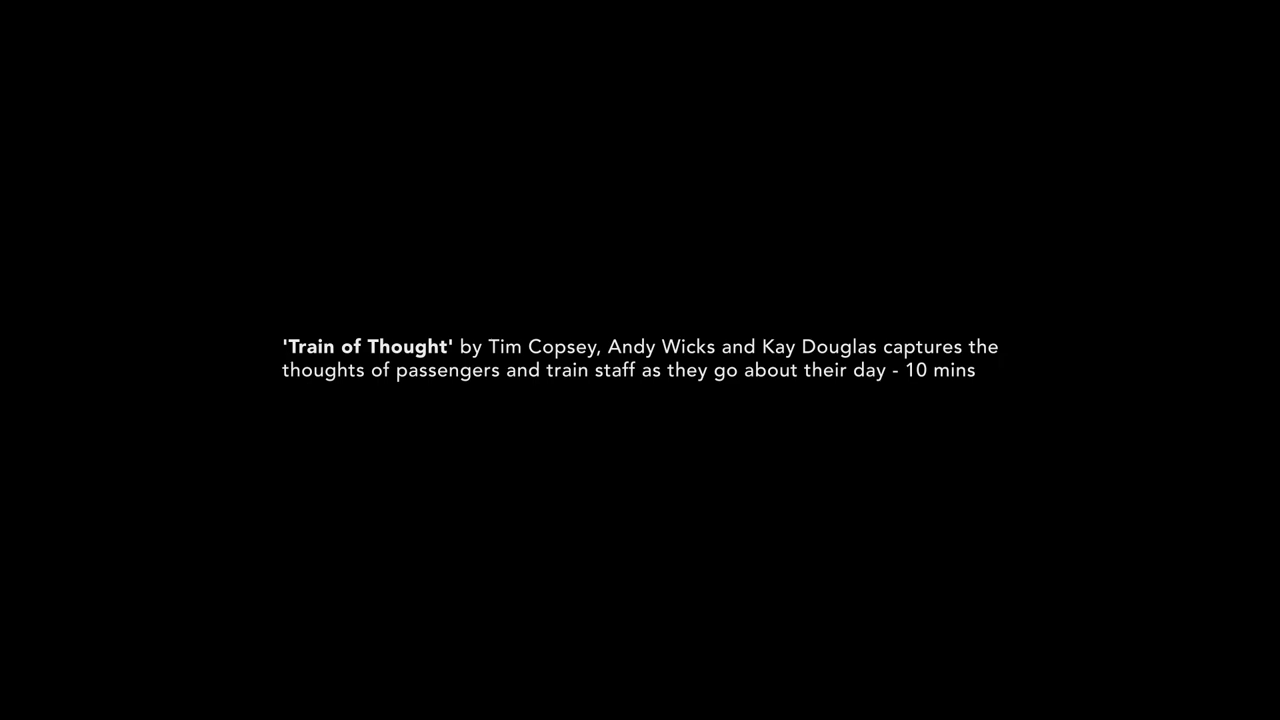 'Train of Thought' by Tim Copsey, Andy Wicks and Kay Douglas captures the
thoughts of passengers and train staff as they go about their day - 10 mins